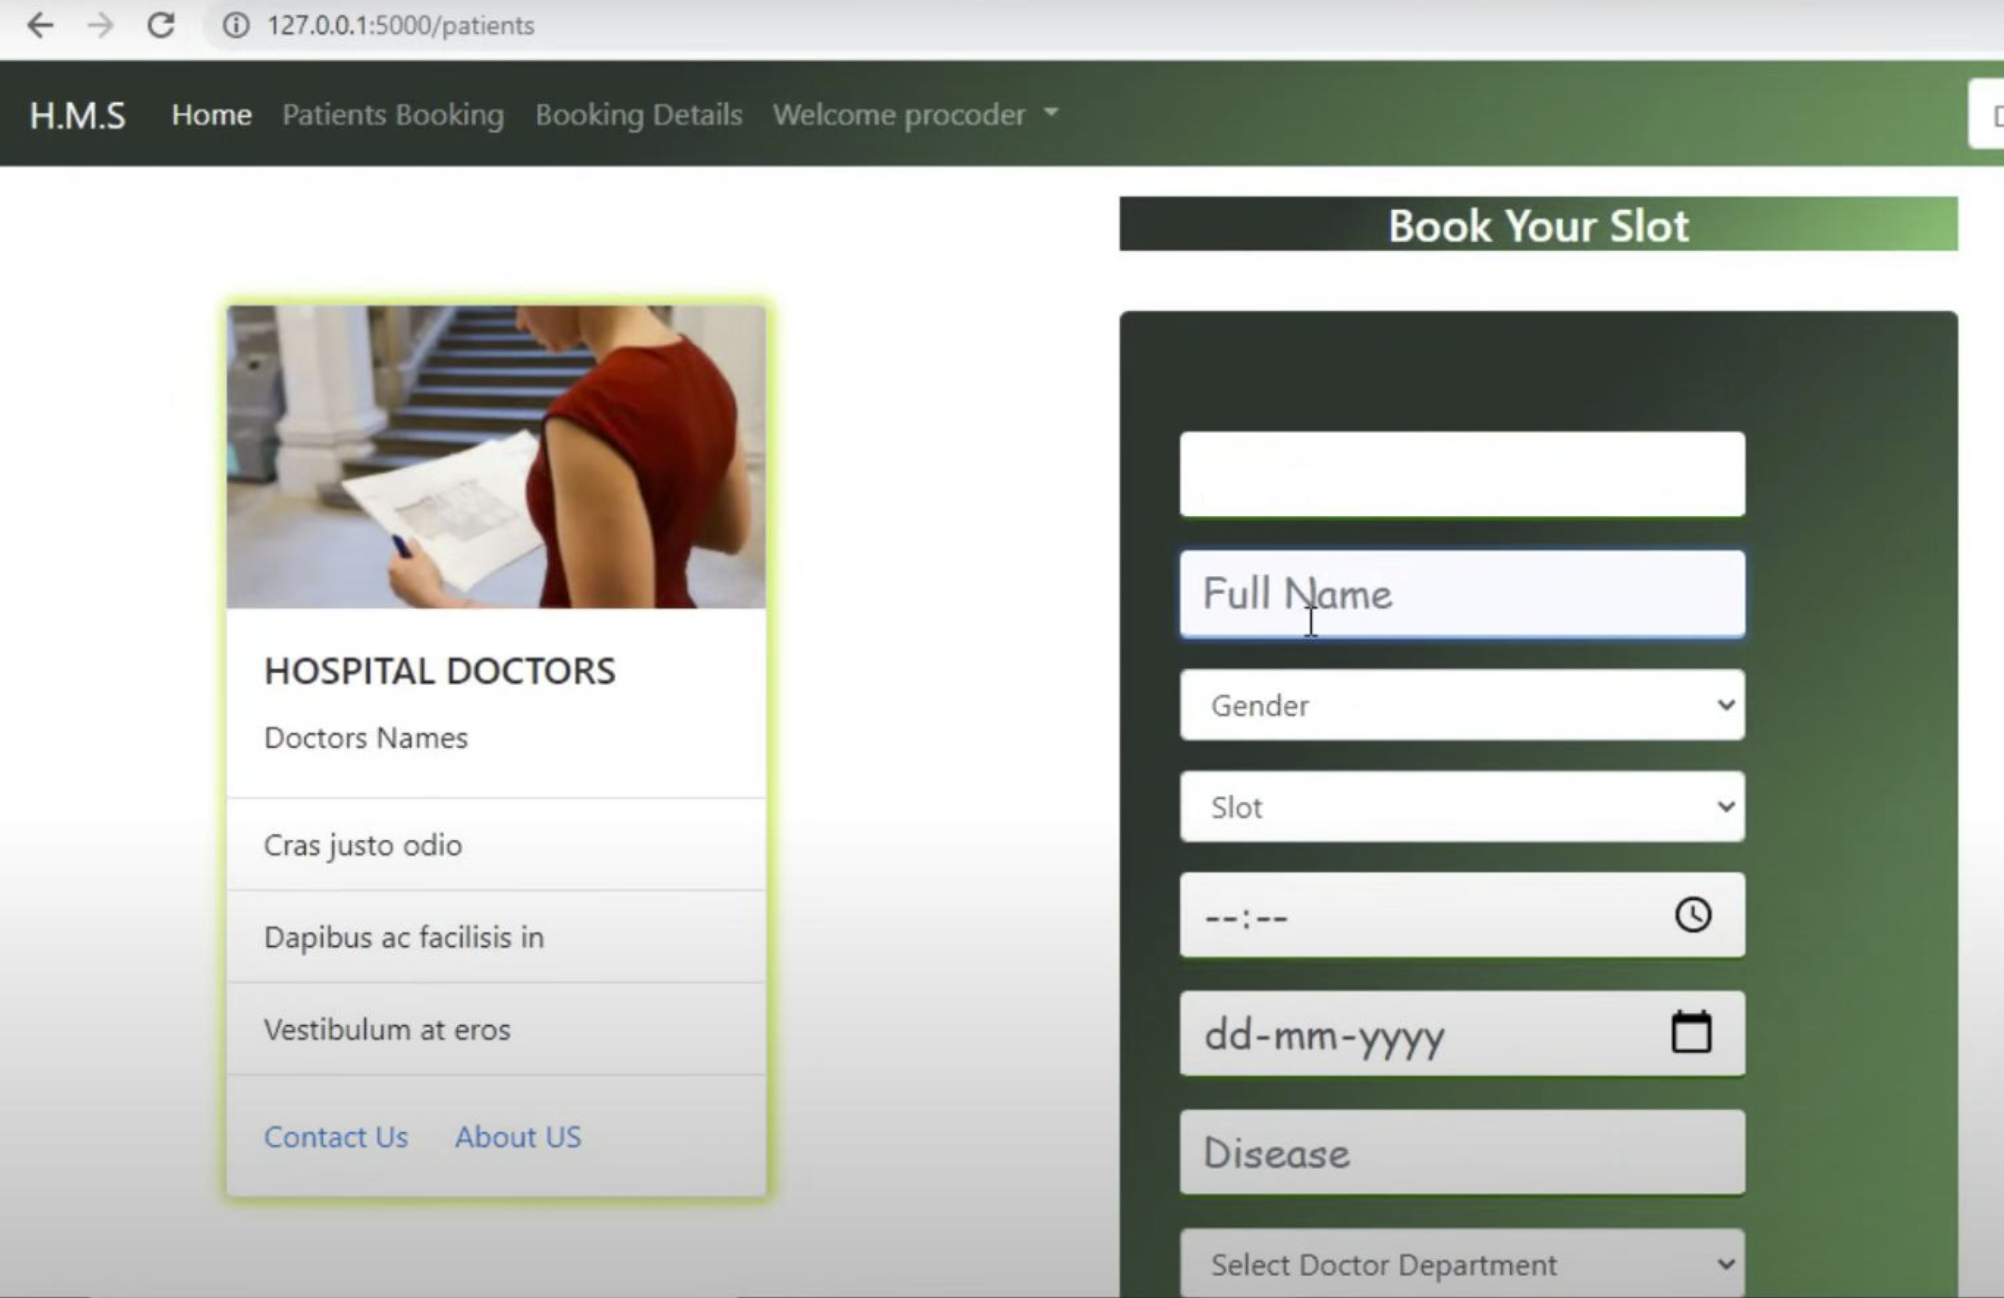 127.0.0.1:5000/patients
H.M.S Home Patients Booking Booking Details Welcome procoder
Book Your Slot
HOSPITAL DOCTORS
Doctors Names
Cras justo odio
Dapibus ac facilisis in
Vestibulum at eros
Contact Us About US
Full Name
Gender
Slot
--:--
dd-mm-yyyy
Disease
Select Doctor Department